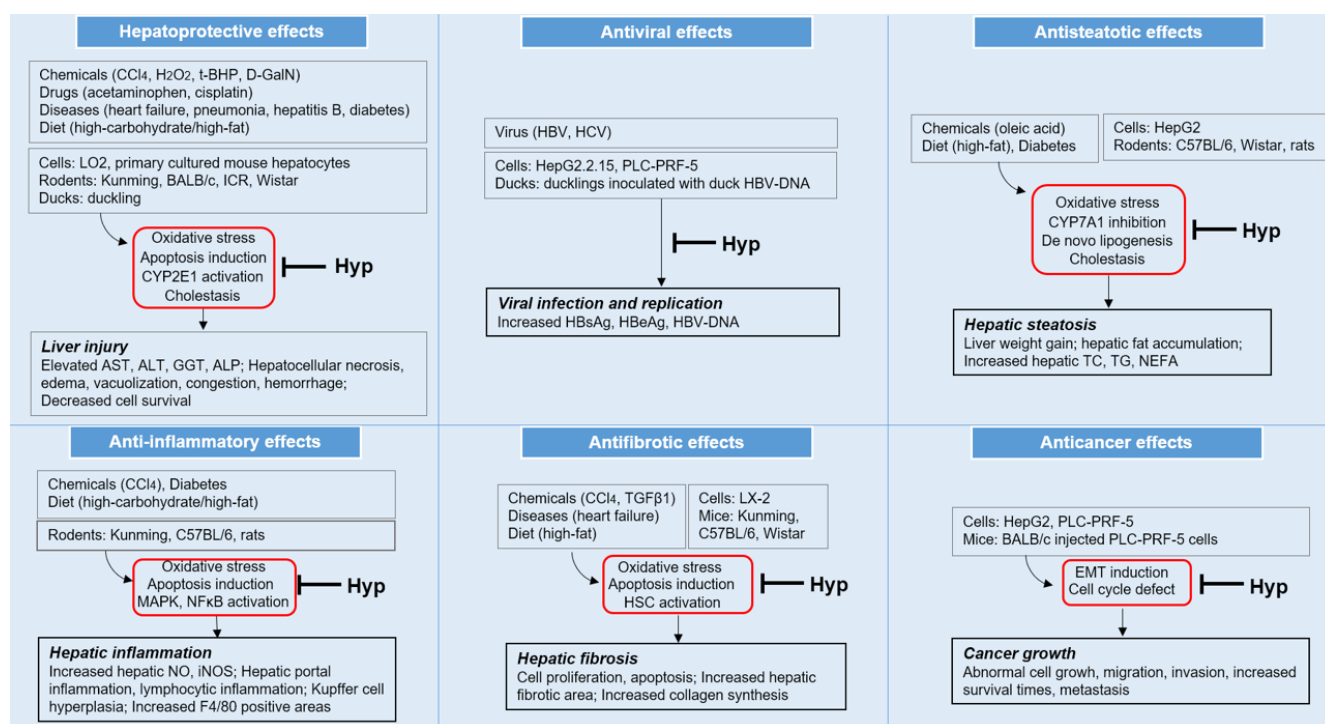 Hepatoprotective effects
Chemicals (CCl4, H2O2, t-BHP, D-GalN)
Drugs (acetaminophen, cisplatin)
Diseases (heart failure, pneumonia, hepatitis B, diabetes)
Diet (high-carbohydrate/high-fat)
Cells: LO2, primary cultured mouse hepatocytes
Rodents: Kunming, BALB/c, ICR, Wistar
Ducks: duckling
Oxidative stress
Apoptosis induction
CYP2E1 activation
Cholestasis
Hyp
Liver injury
Elevated AST, ALT, GGT, ALP; Hepatocellular necrosis,
edema, vacuolization, congestion, hemorrhage;
Decreased cell survival
Antiviral effects
Virus (HBV, HCV)
Cells: HepG2.2.15, PLC-PRF-5
Ducks: ducklings inoculated with duck HBV-DNA
Hyp
Viral infection and replication
Increased HBsAg, HBeAg, HBV-DNA
Antisteatotic effects
Chemicals (oleic acid)
Diet (high-fat), Diabetes
Cells: HepG2
Rodents: C57BL/6, Wistar, rats
Oxidative stress
CYP7A1 inhibition
De novo lipogenesis
Cholestasis
Hyp
Hepatic steatosis
Liver weight gain; hepatic fat accumulation;
Increased hepatic TC, TG, NEFA
Anti-inflammatory effects
Chemicals (CCl4), Diabetes
Diet (high-carbohydrate/high-fat)
Rodents: Kunming, C57BL/6, rats
Oxidative stress
Apoptosis induction
MAPK, NFκB activation
Hyp
Hepatic inflammation
Increased hepatic NO, iNOS; Hepatic portal
inflammation, lymphocytic inflammation; Kupffer cell
hyperplasia; Increased F4/80 positive areas
Antifibrotic effects
Chemicals (CCl4, TGFβ1)
Diseases (heart failure)
Diet (high-fat)
Cells: LX-2
Mice: Kunming,
C57BL/6, Wistar
Oxidative stress
Apoptosis induction
HSC activation
Hyp
Hepatic fibrosis
Cell proliferation, apoptosis; Increased hepatic
fibrotic area; Increased collagen synthesis
Anticancer effects
Cells: HepG2, PLC-PRF-5
Mice: BALB/c injected PLC-PRF-5 cells
EMT induction
Cell cycle defect
Hyp
Cancer growth
Abnormal cell growth, migration, invasion, increased
survival times, metastasis